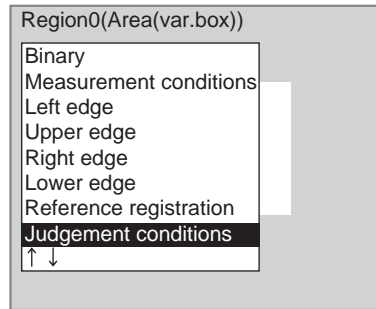 Region0(Area(var.box))
Binary
Measurement conditions
Left edge
Upper edge
Right edge
Lower edge
Reference registration
Judgement conditions
↑ ↓